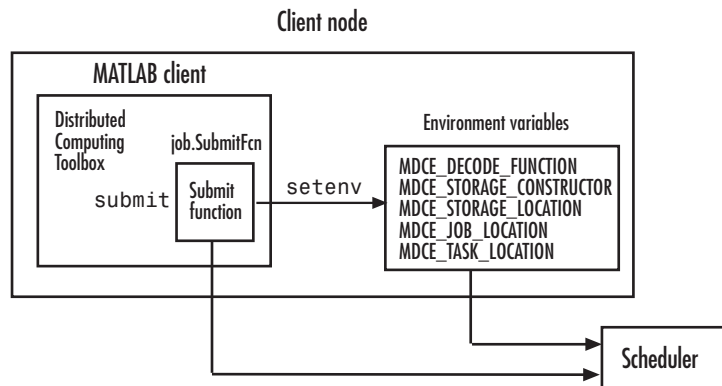 Client node
MATLAB client
Distributed
Computing
Toolbox
job.SubmitFcn
submit
Submit
function
setenv
Environment variables
MDCE_DECODE_FUNCTION
MDCE_STORAGE_CONSTRUCTOR
MDCE_STORAGE_LOCATION
MDCE_JOB_LOCATION
MDCE_TASK_LOCATION
Scheduler